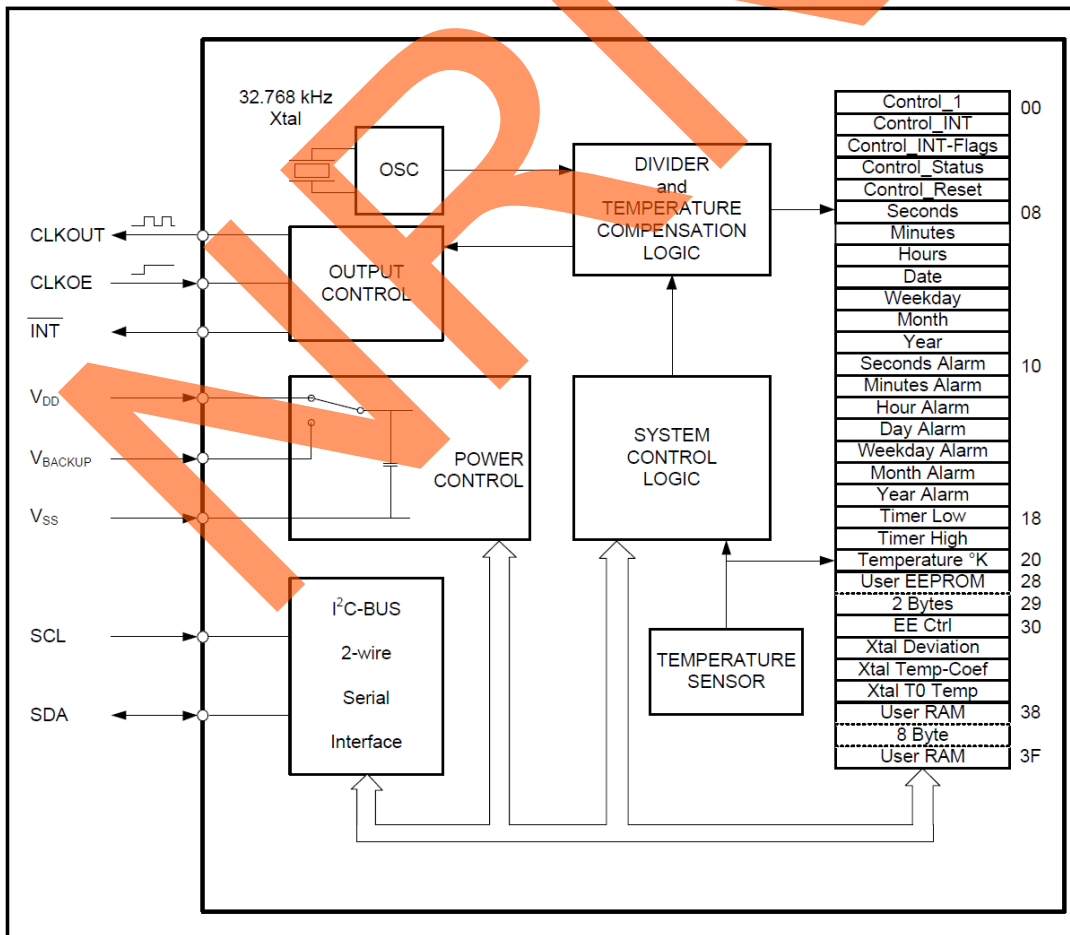 32.768 kHz
Xtal
OSC
DIVIDER
and
TEMPERATURE
COMPENSATION
LOGIC
CLKOUT
CLKOE
INT
OUTPUT
CONTROL
V_DD
V_BACKUP
V_SS
POWER
CONTROL
SYSTEM
CONTROL
LOGIC
SCL
SDA
I²C-BUS
2-wire
Serial
Interface
TEMPERATURE
SENSOR
Control_1 00
Control_INT
Control_INT-Flags
Control_Status
Control_Reset
Seconds 08
Minutes
Hours
Date
Weekday
Month
Year
Seconds Alarm 10
Minutes Alarm
Hour Alarm
Day Alarm
Weekday Alarm
Month Alarm
Year Alarm
Timer Low 18
Timer High
Temperature °K 20
User EEPROM 28
2 Bytes 29
EE Ctrl 30
Xtal Deviation
Xtal Temp-Coef
Xtal T0 Temp
User RAM 38
8 Byte
User RAM 3F